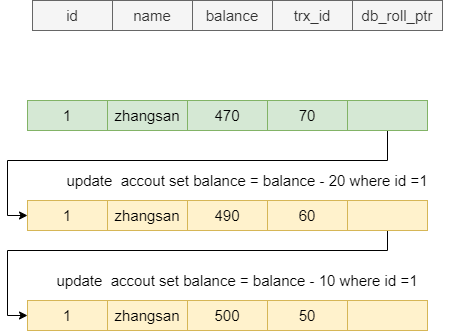 id name balance trx_id db_roll_ptr
1 zhangsan 470 70
update accout set balance = balance - 20 where id =1
1 zhangsan 490 60
update accout set balance = balance - 10 where id =1
1 zhangsan 500 50